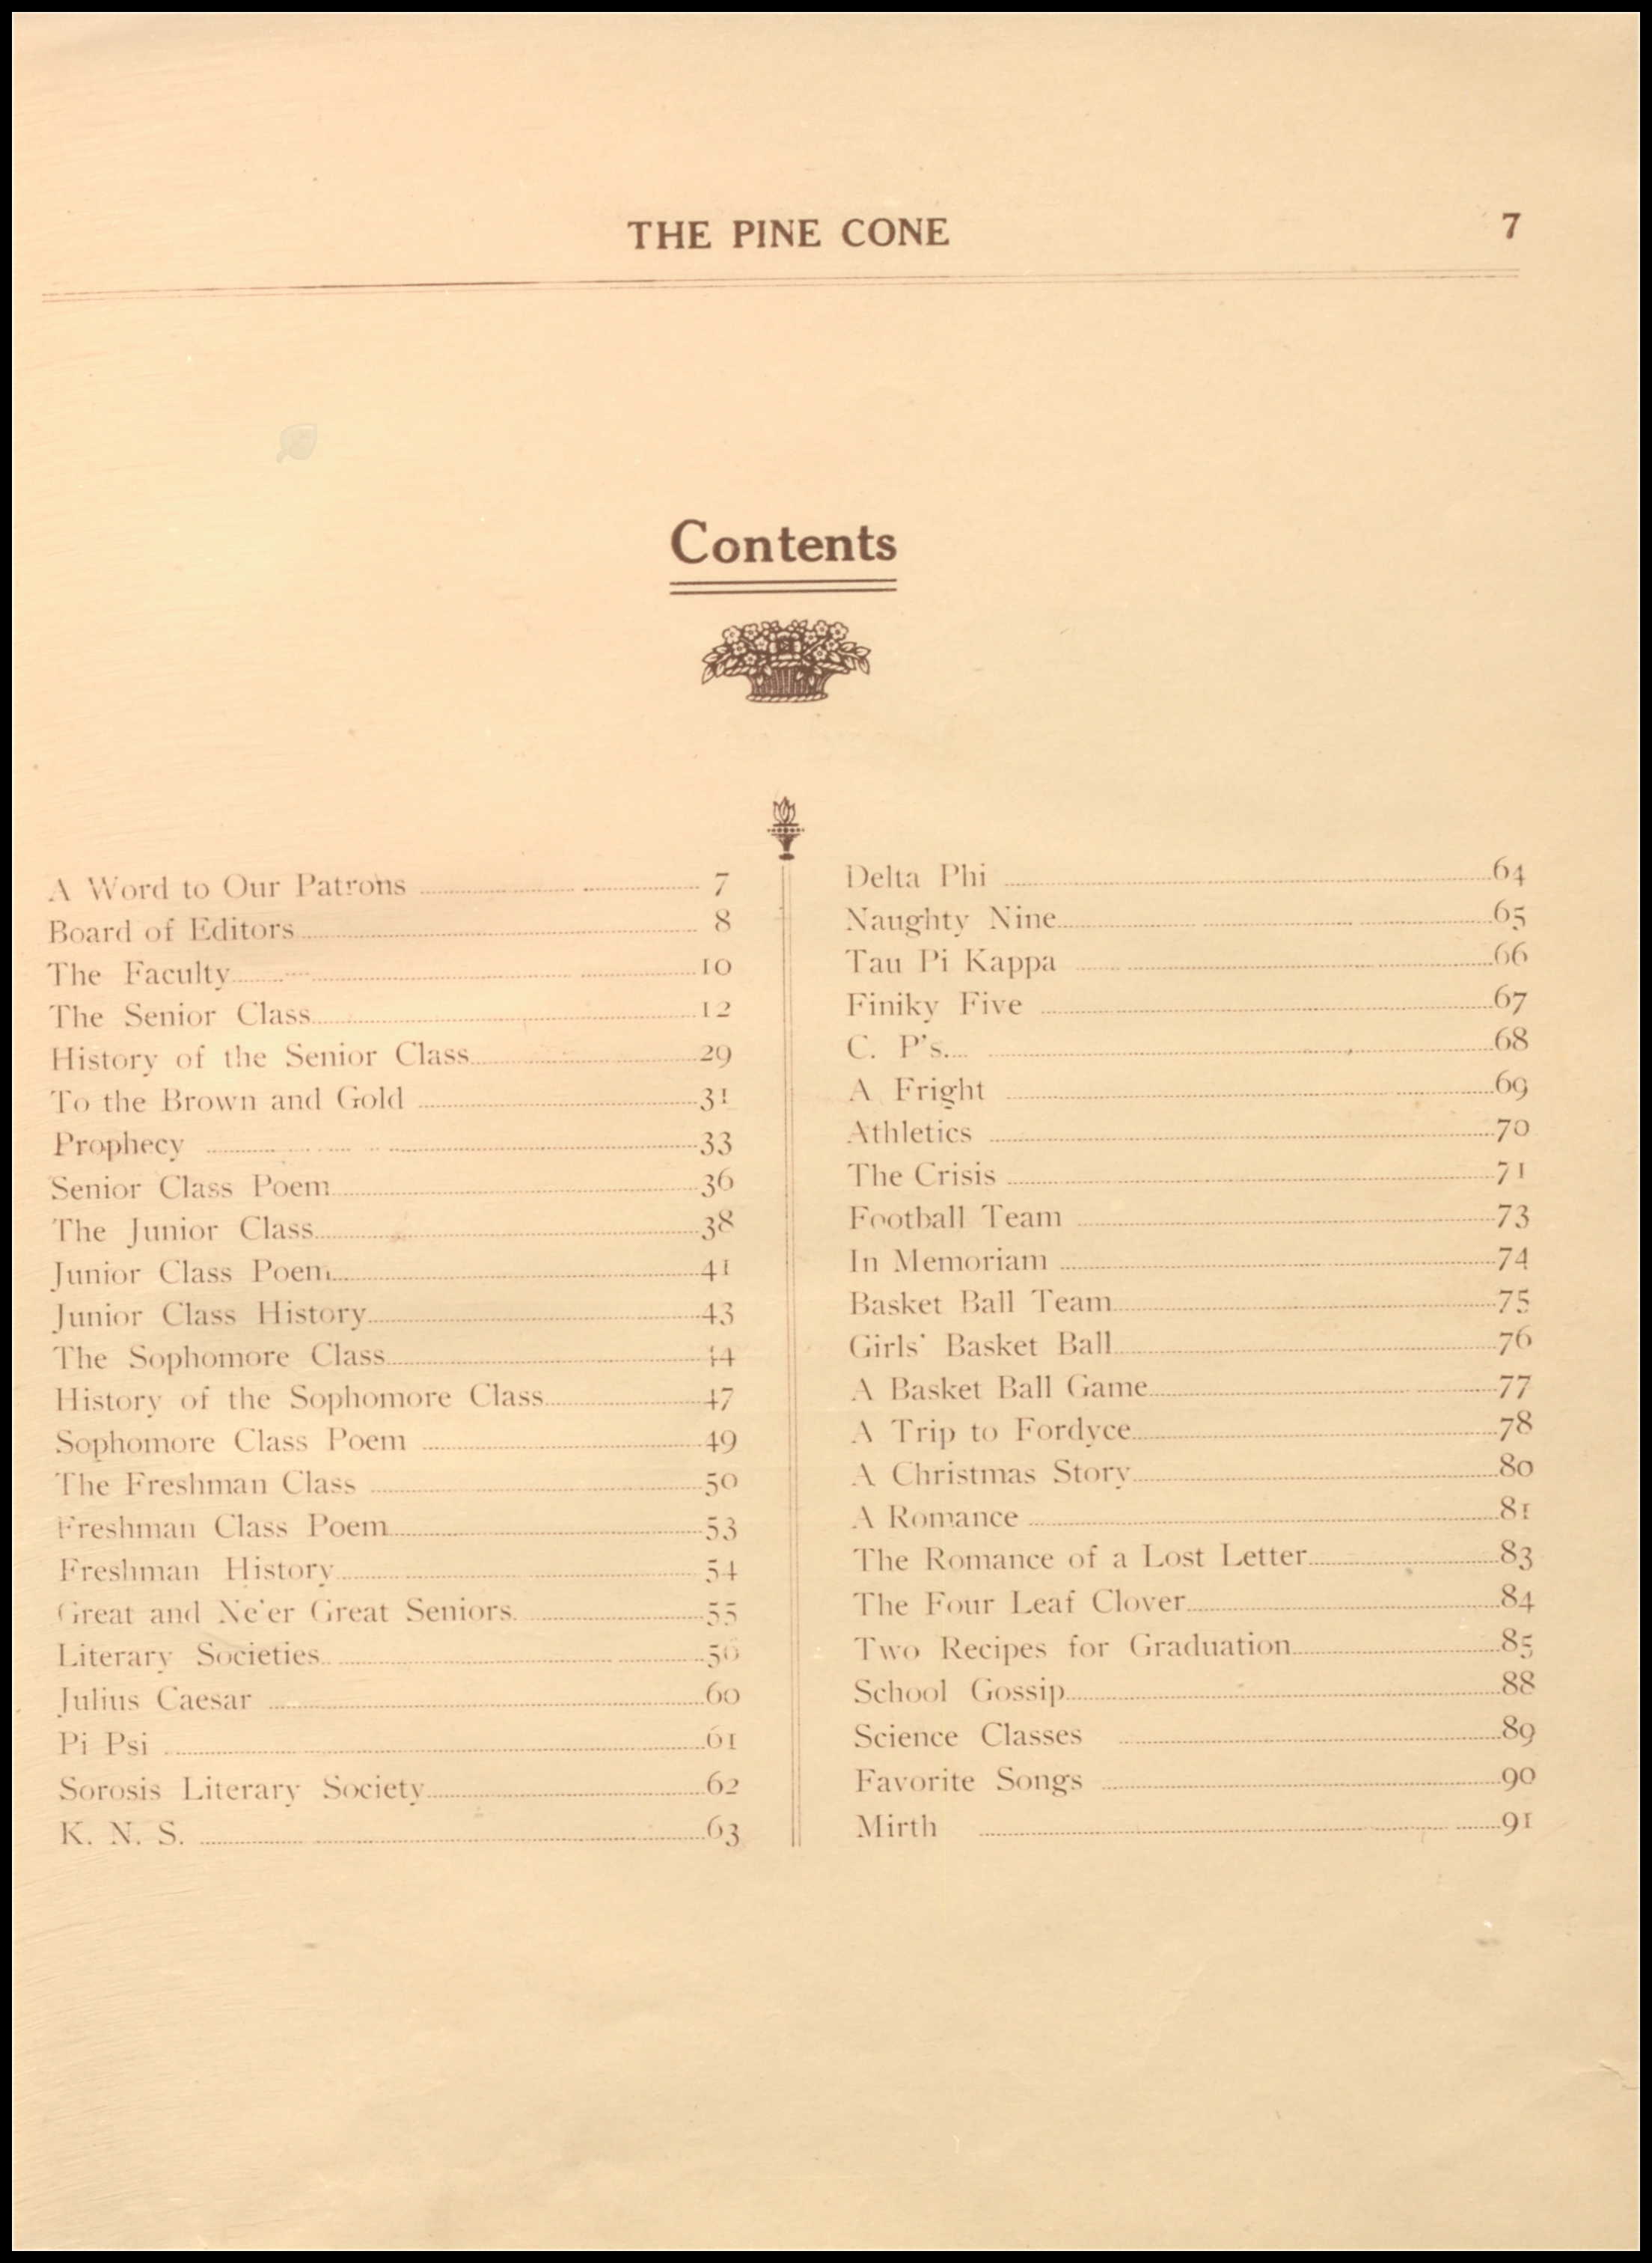 THE PINE CONE 7
Contents
A Word to Our Patrons 7
Board of Editors 8
The Faculty 10
The Senior Class 12
History of the Senior Class 29
To the Brown and Gold 31
Prophecy 33
Senior Class Poem 36
The Junior Class 38
Junior Class Poem 41
Junior Class History 43
The Sophomore Class 44
History of the Sophomore Class 47
Sophomore Class Poem 49
The Freshman Class 50
Freshman Class Poem 53
Freshman History 54
Great and Ne'er Great Seniors 55
Literary Societies 56
Julius Caesar 60
Pi Psi 61
Sorosis Literary Society 62
K. N. S. 63
Delta Phi 64
Naughty Nine 65
Tau Pi Kappa 66
Finiky Five 67
C. P's. 68
A Fright 69
Athletics 70
The Crisis 71
Football Team 73
In Memoriam 74
Basket Ball Team 75
Girls' Basket Ball 76
A Basket Ball Game 77
A Trip to Fordyce 78
A Christmas Story 80
A Romance 81
The Romance of a Lost Letter 83
The Four Leaf Clover 84
Two Recipes for Graduation 85
School Gossip 88
Science Classes 89
Favorite Songs 90
Mirth 91